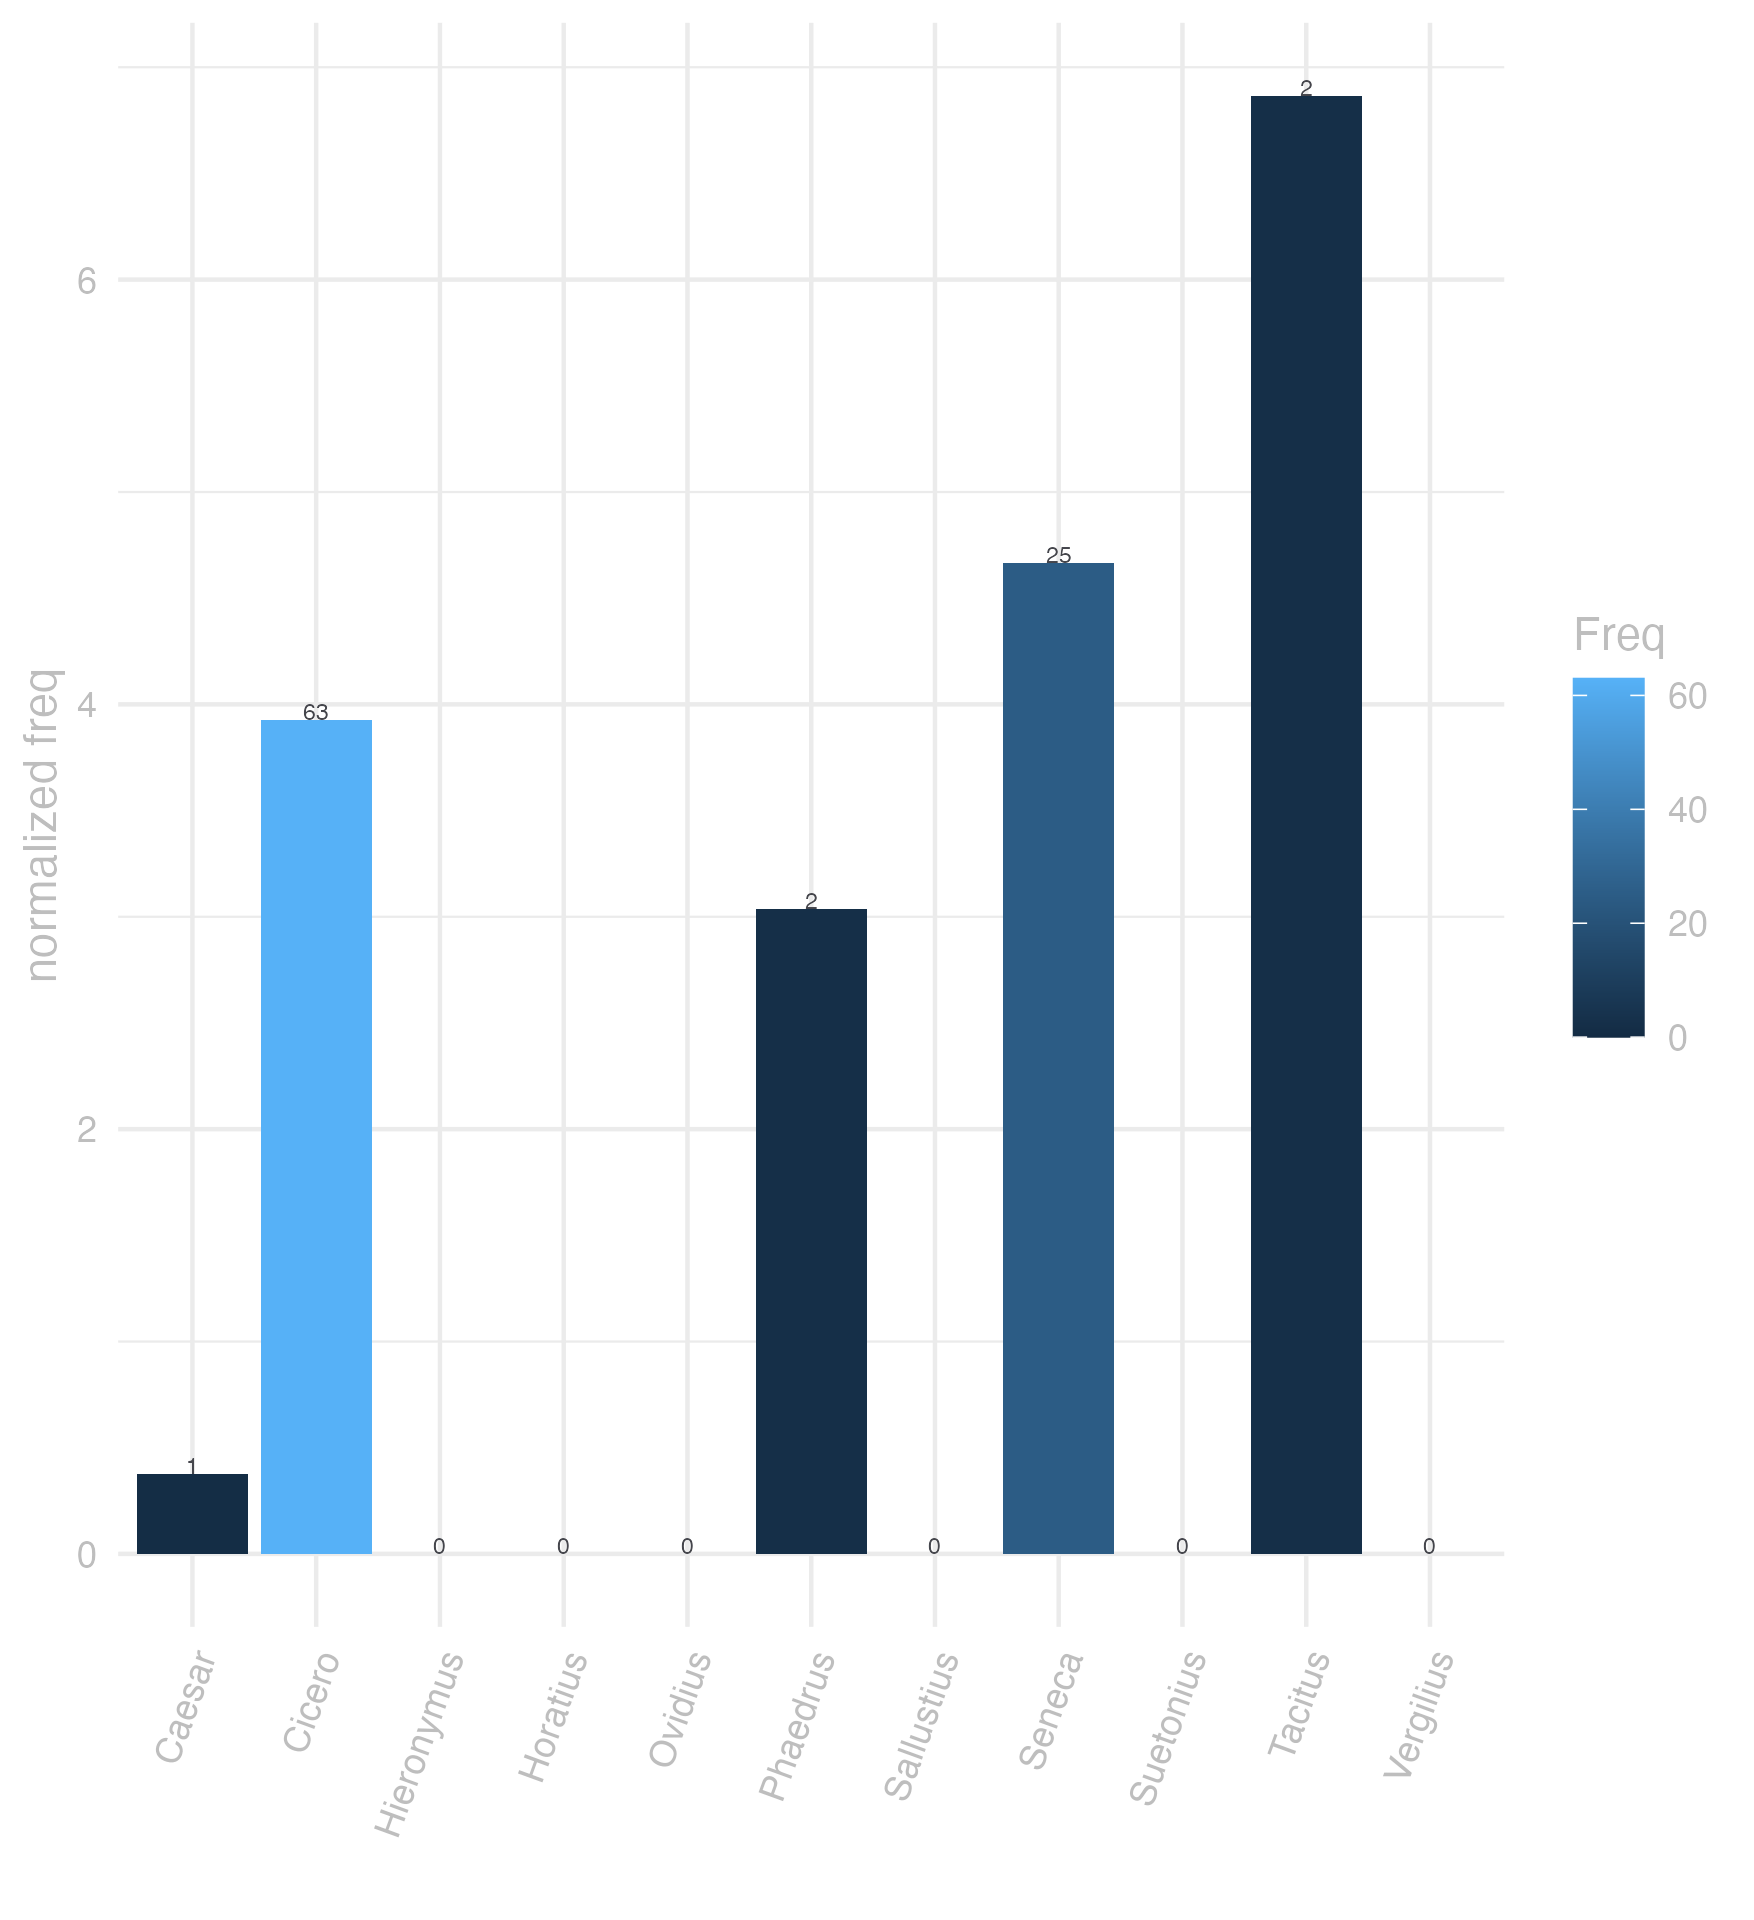 2
6
25
Freq
63
4
60
normalized freq
40
2
20
0
2
1
0
0
0
0
0
0
0
Caesar
Cicero
Hieronymus
Horatius
Ovidius
Phaedrus
Sallustius
Seneca
Suetonius
Tacitus
Vergilius